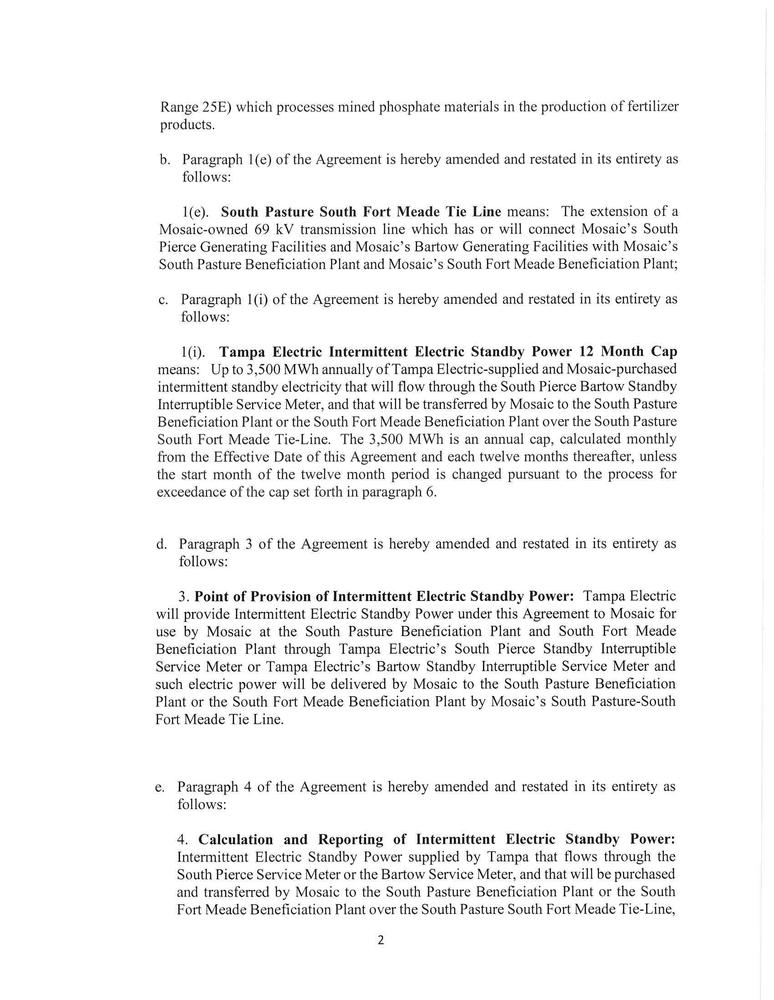 Range 25E) which processes mined phosphate materials in the production of fertilizer
products.
b. Paragraph 1(e) of the Agreement is hereby amended and restated in its entirety as
follows:
1(e). South Pasture South Fort Meade Tie Line means: The extension of a
Mosaic-owned 69 kV transmission line which has or will connect Mosaic's South
Pierce Generating Facilities and Mosaic's Bartow Generating Facilities with Mosaic's
South Pasture Beneficiation Plant and Mosaic's South Fort Meade Beneficiation Plant;
c. Paragraph 1(i) of the Agreement is hereby amended and restated in its entirety as
follows:
1(i). Tampa Electric Intermittent Electric Standby Power 12 Month Cap
means: Up to 3,500 MWh annually of Tampa Electric-supplied and Mosaic-purchased
intermittent standby electricity that will flow through the South Pierce Bartow Standby
Interruptible Service Meter, and that will be transferred by Mosaic to the South Pasture
Beneficiation Plant or the South Fort Meade Beneficiation Plant over the South Pasture
South Fort Meade Tie-Line. The 3,500 MWh is an annual cap, calculated monthly
from the Effective Date of this Agreement and each twelve months thereafter, unless
the start month of the twelve month period is changed pursuant to the process for
exceedance of the cap set forth in paragraph 6.
d. Paragraph 3 of the Agreement is hereby amended and restated in its entirety as
follows:
3. Point of Provision of Intermittent Electric Standby Power: Tampa Electric
will provide Intermittent Electric Standby Power under this Agreement to Mosaic for
use by Mosaic at the South Pasture Beneficiation Plant and South Fort Meade
Beneficiation Plant through Tampa Electric's South Pierce Standby Interruptible
Service Meter or Tampa Electric's Bartow Standby Interruptible Service Meter and
such electric power will be delivered by Mosaic to the South Pasture Beneficiation
Plant or the South Fort Meade Beneficiation Plant by Mosaic's South Pasture-South
Fort Meade Tie Line.
e. Paragraph 4 of the Agreement is hereby amended and restated in its entirety as
follows:
4. Calculation and Reporting of Intermittent Electric Standby Power:
Intermittent Electric Standby Power supplied by Tampa that flows through the
South Pierce Service Meter or the Bartow Service Meter, and that will be purchased
and transferred by Mosaic to the South Pasture Beneficiation Plant or the South
Fort Meade Beneficiation Plant over the South Pasture South Fort Meade Tie-Line,
2